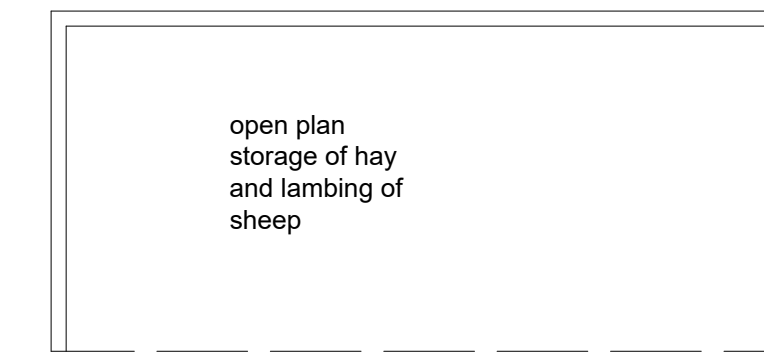 open plan
storage of hay
and lambing of
sheep